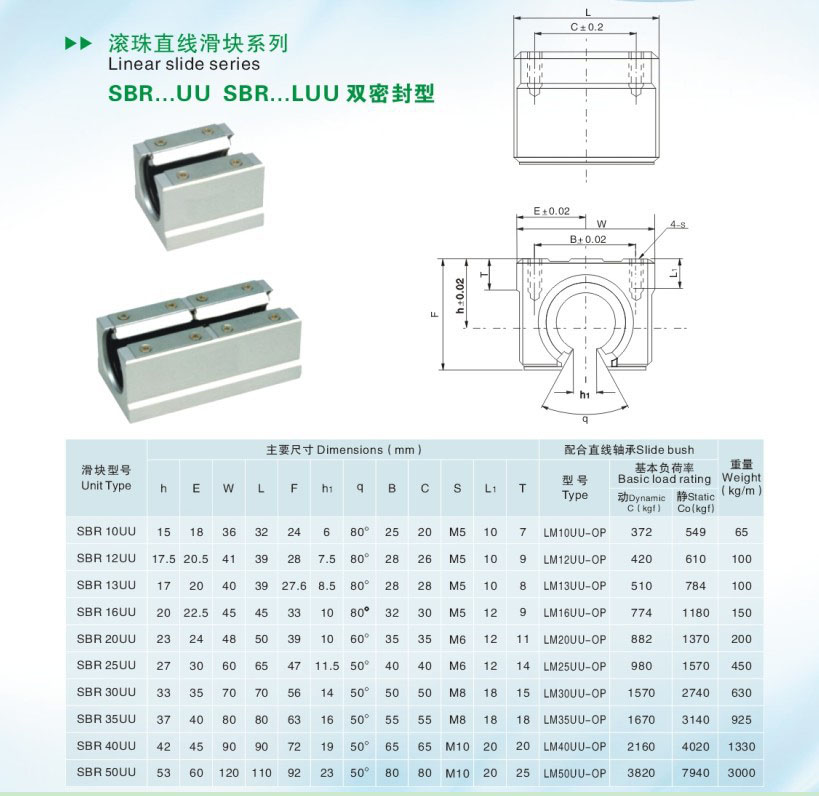 滚珠直线滑块系列
Linear slide series
SBR...UU SBR...LUU 双密封型
L
C±0.2
E±0.02
W
B±0.02
4-S
T
L1
h±0.02
F
h1
q
滑块型号 Unit Type 主要尺寸 Dimensions ( mm ) 配合直线轴承Slide bush 重量 Weight ( kg/m )
h E W L F h1 q B C S L1 T 型 号 Type 基本负荷率 Basic load rating
动Dynamic C ( kgf ) 静Static Co(kgf)
SBR 10UU 15 18 36 32 24 6 80° 25 20 M5 10 7 LM10UU-OP 372 549 65
SBR 12UU 17.5 20.5 41 39 28 7.5 80° 28 26 M5 10 9 LM12UU-OP 420 610 100
SBR 13UU 17 20 40 39 27.6 8.5 80° 28 28 M5 10 8 LM13UU-OP 510 784 100
SBR 16UU 20 22.5 45 45 33 10 80° 32 30 M5 12 9 LM16UU-OP 774 1180 150
SBR 20UU 23 24 48 50 39 10 60° 35 35 M6 12 11 LM20UU-OP 882 1370 200
SBR 25UU 27 30 60 65 47 11.5 50° 40 40 M6 12 14 LM25UU-OP 980 1570 450
SBR 30UU 33 35 70 70 56 14 50° 50 50 M8 18 15 LM30UU-OP 1570 2740 630
SBR 35UU 37 40 80 80 63 16 50° 55 55 M8 18 18 LM35UU-OP 1670 3140 925
SBR 40UU 42 45 90 90 72 19 50° 65 65 M10 20 20 LM40UU-OP 2160 4020 1330
SBR 50UU 53 60 120 110 92 23 50° 80 80 M10 20 25 LM50UU-OP 3820 7940 3000